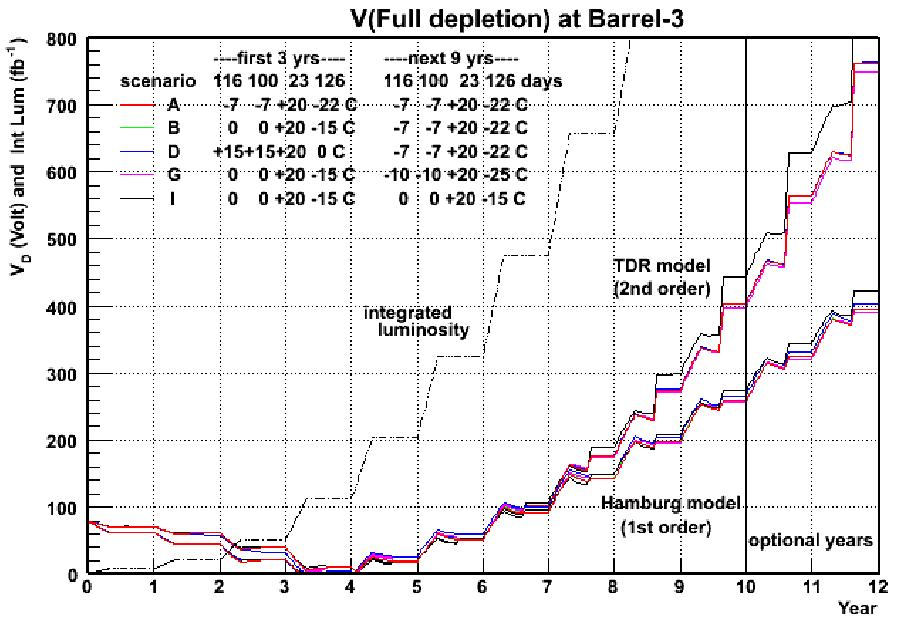 V(Full depletion) at Barrel-3
V_D (Volt) and Int Lum (fb⁻¹)
800
700
600
500
400
300
200
100
0
----first 3 yrs---- ----next 9 yrs----
scenario 116 100 23 126 116 100 23 126 days
A -7 -7 +20 -22 C -7 -7 +20 -22 C
B 0 0 +20 -15 C -7 -7 +20 -22 C
D +15+15+20 0 C -7 -7 +20 -22 C
G 0 0 +20 -15 C -10 -10 +20 -25 C
I 0 0 +20 -15 C 0 0 +20 -15 C
TDR model
(2nd order)
integrated
luminosity
Hamburg model
(1st order)
optional years
0 1 2 3 4 5 6 7 8 9 10 11 12
Year